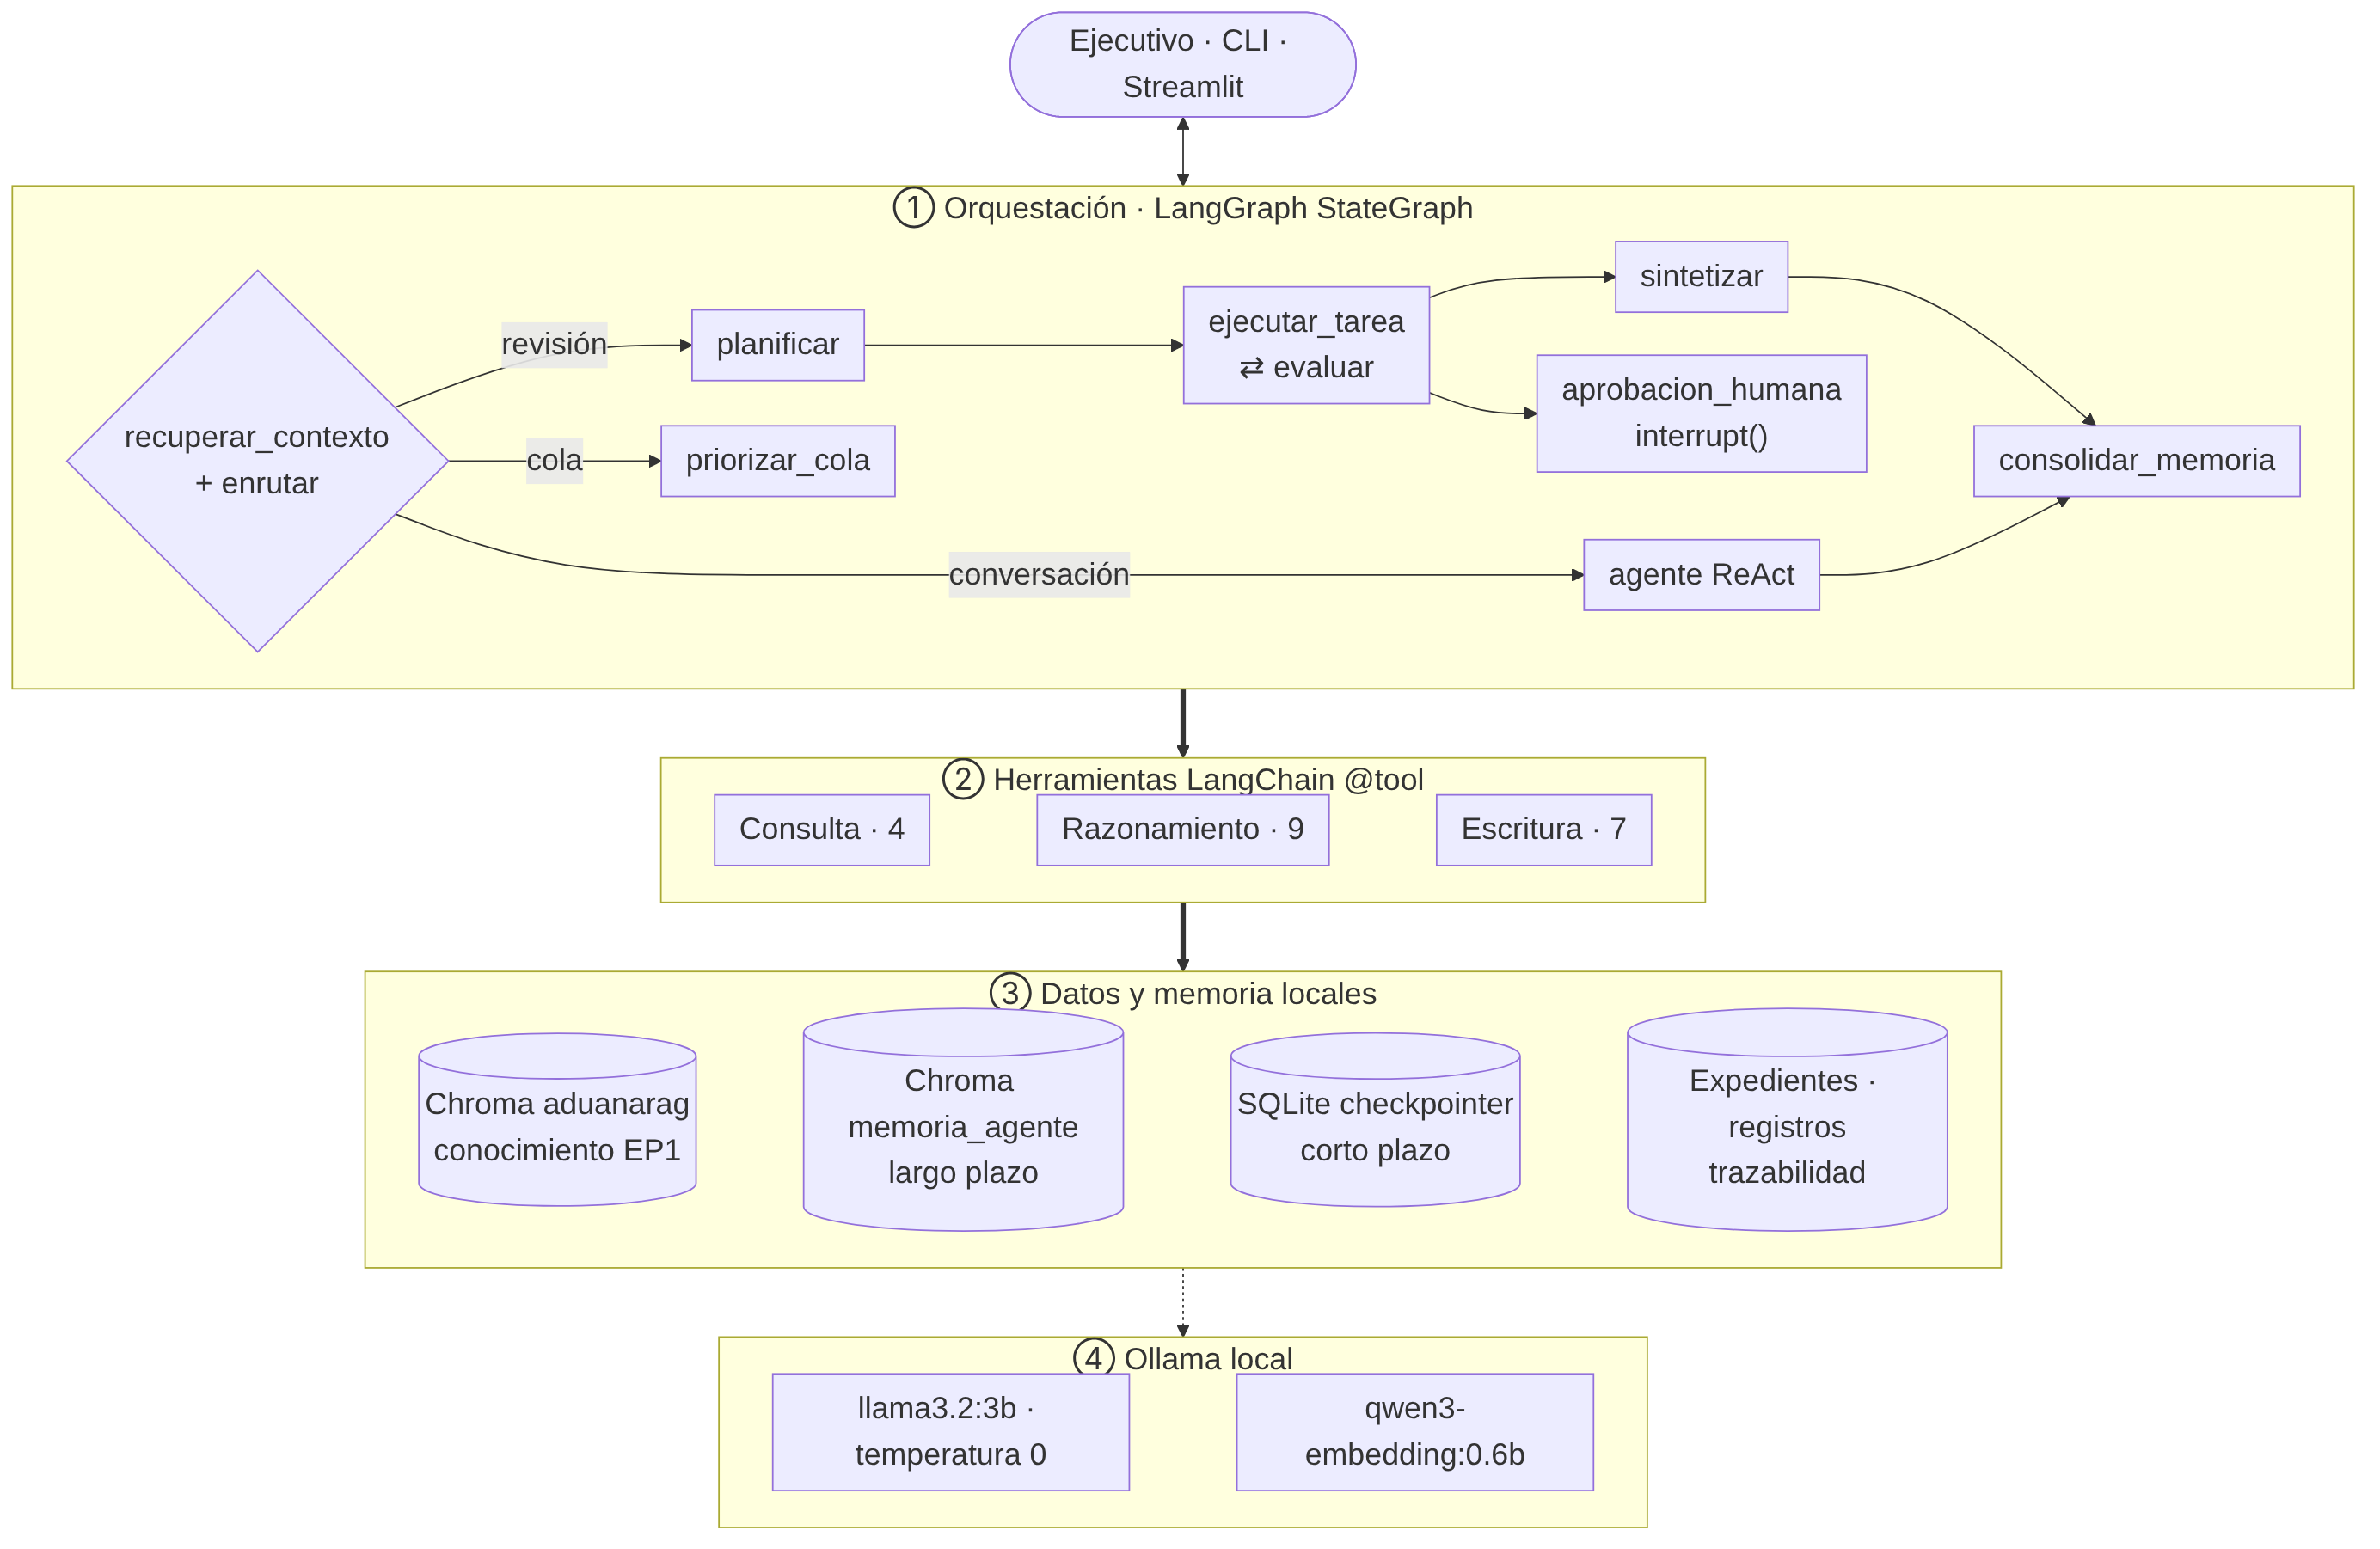 Ejecutivo · CLI ·
Streamlit
① Orquestación · LangGraph StateGraph
recuperar_contexto
+ enrutar
revisión
cola
conversación
planificar
priorizar_cola
ejecutar_tarea
⇄ evaluar
sintetizar
aprobacion_humana
interrupt()
agente ReAct
consolidar_memoria
② Herramientas LangChain @tool
Consulta · 4
Razonamiento · 9
Escritura · 7
③ Datos y memoria locales
Chroma aduanarag
conocimiento EP1
Chroma
memoria_agente
largo plazo
SQLite checkpointer
corto plazo
Expedientes ·
registros
trazabilidad
④ Ollama local
llama3.2:3b ·
temperatura 0
qwen3-
embedding:0.6b